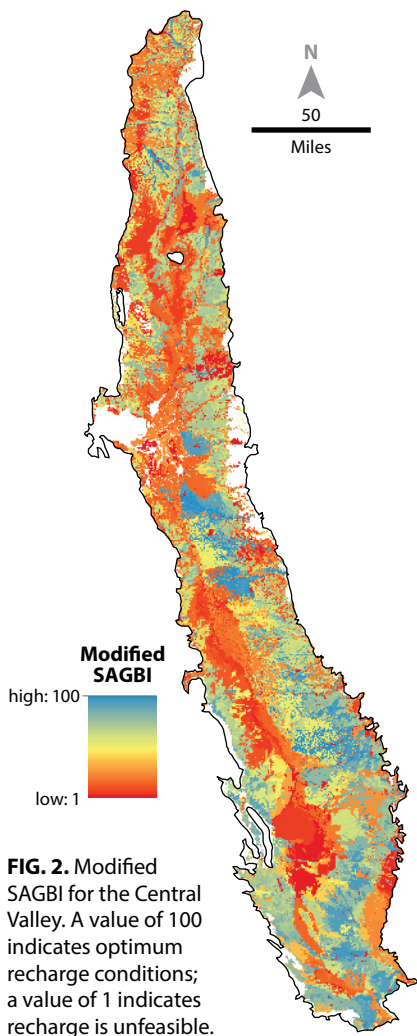 N
50
Miles
Modified
SAGBI
high: 100
low: 1
FIG. 2. Modified
SAGBI for the Central
Valley. A value of 100
indicates optimum
recharge conditions;
a value of 1 indicates
recharge is unfeasible.